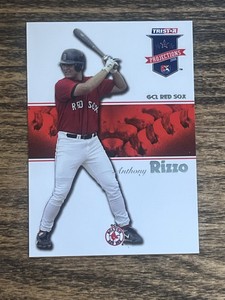 TRISTAR
PROJECTIONS
GCL RED SOX
RED SOX
Anthony Rizzo